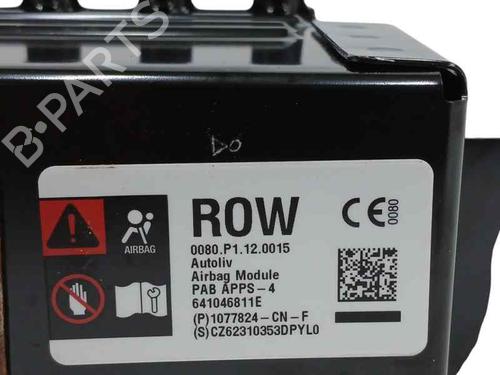 B-PARTS
DO
ROW
CE 0080
AIRBAG
0080.P1.12.0015
Autoliv
Airbag Module
PAB APPS-4
641046811E
(P)1077824-CN-F
(S)CZ62310353DPYL0